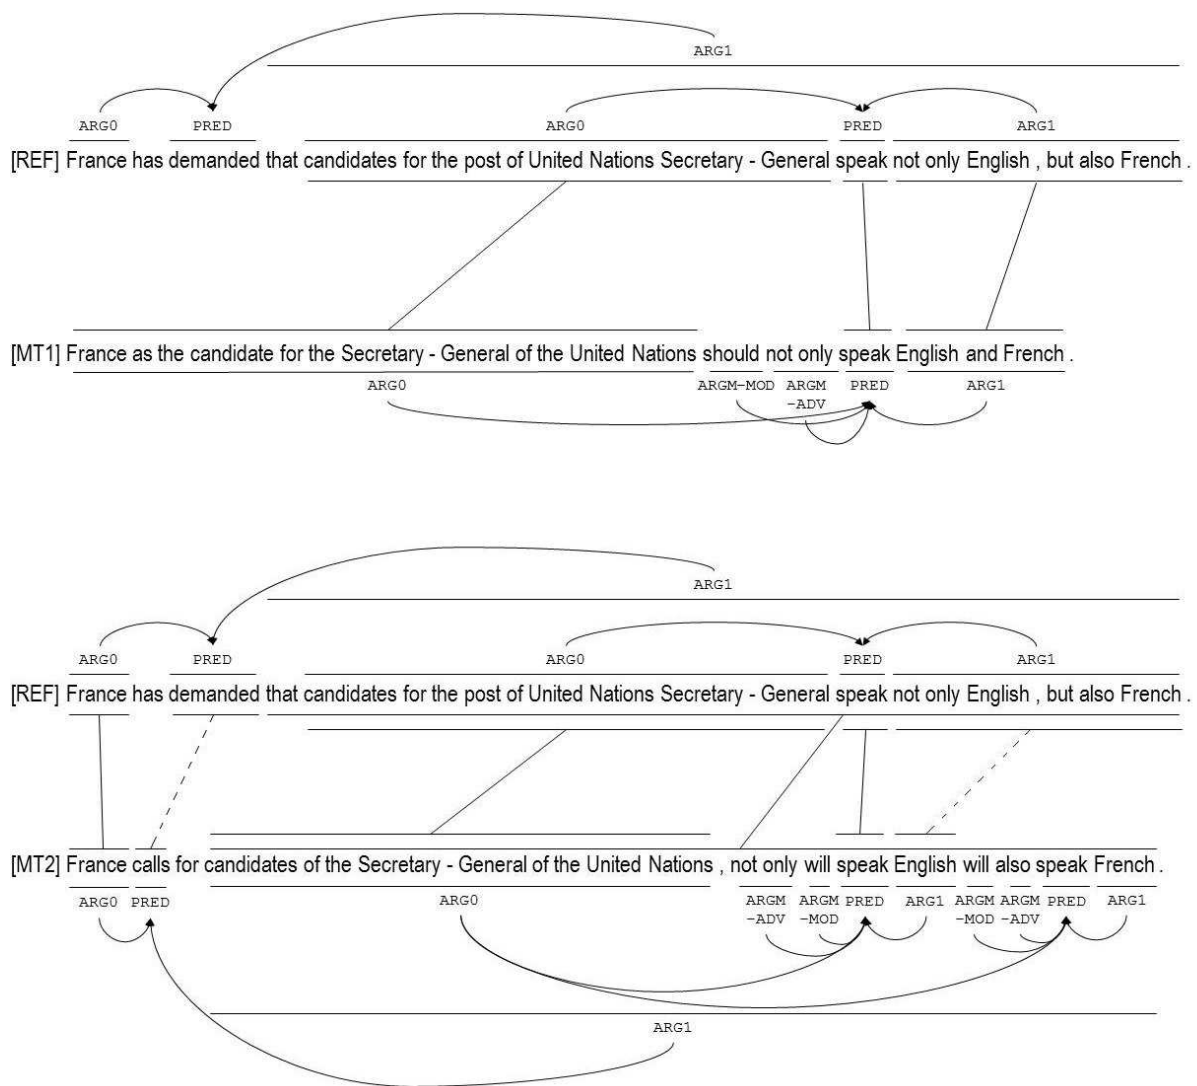 ARG1
ARG0 PRED ARG0 PRED ARG1
[REF] France has demanded that candidates for the post of United Nations Secretary - General speak not only English , but also French .
[MT1] France as the candidate for the Secretary - General of the United Nations should not only speak English and French .
ARG0 ARGM-MOD ARGM PRED ARG1
-ADV
ARG1
ARG0 PRED ARG0 PRED ARG1
[REF] France has demanded that candidates for the post of United Nations Secretary - General speak not only English , but also French .
[MT2] France calls for candidates of the Secretary - General of the United Nations , not only will speak English will also speak French .
ARG0 PRED ARG0 ARGM ARGM PRED ARG1 ARGM ARGM PRED ARG1
-ADV -MOD -MOD -ADV
ARG1